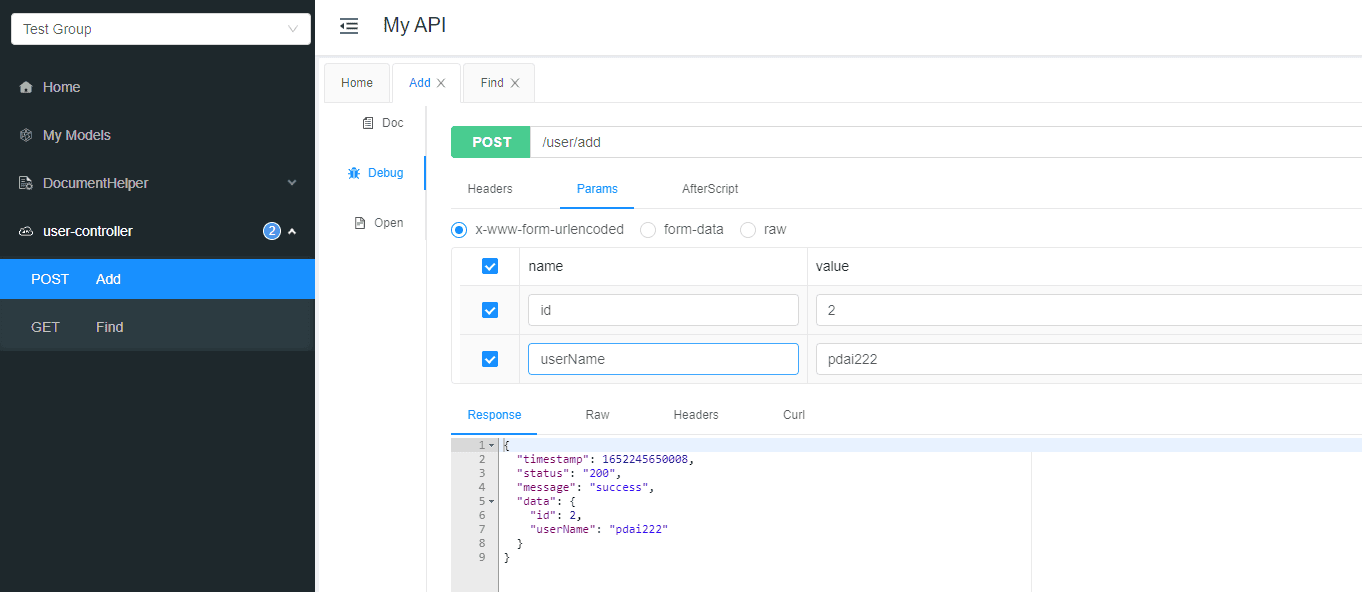 Test Group
My API
Home
My Models
DocumentHelper
user-controller 2
POST Add
GET Find
Home Add Find
Doc
Debug
Open
POST /user/add
Headers Params AfterScript
x-www-form-urlencoded form-data raw
name value
id 2
userName pdai222
Response Raw Headers Curl
1 {
2 "timestamp": 1652245650008,
3 "status": "200",
4 "message": "success",
5 "data": {
6 "id": 2,
7 "userName": "pdai222"
8 }
9 }